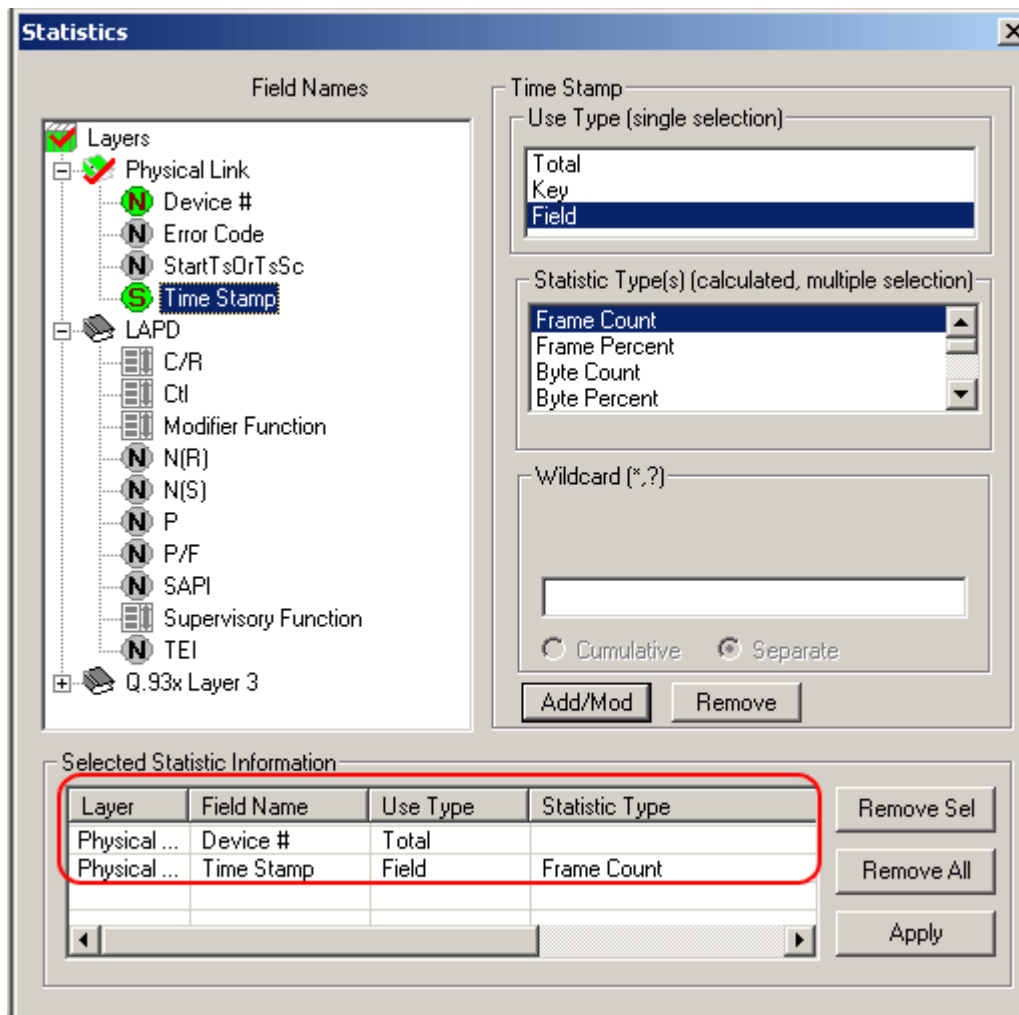 Statistics
Field Names
Layers
Physical Link
N Device #
N Error Code
N StartTsOrTsSc
S Time Stamp
LAPD
C/R
Ctl
Modifier Function
N N(R)
N N(S)
N P
N P/F
N SAPI
Supervisory Function
N TEI
Q.93x Layer 3
Time Stamp
Use Type (single selection)
Total
Key
Field
Statistic Type(s) (calculated, multiple selection)
Frame Count
Frame Percent
Byte Count
Byte Percent
Wildcard (*,?)
Cumulative Separate
Add/Mod Remove
Selected Statistic Information
Layer Field Name Use Type Statistic Type
Physical ... Device # Total
Physical ... Time Stamp Field Frame Count
Remove Sel
Remove All
Apply